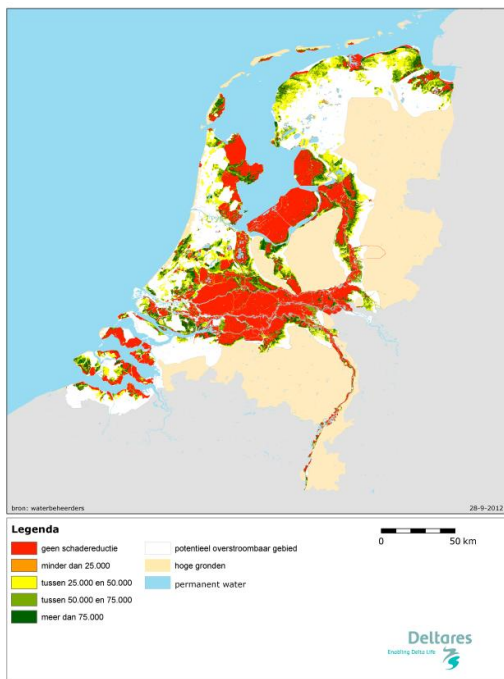 bron: waterbeheerders
28-9-2012
Legenda
geen schadereductie
minder dan 25.000
tussen 25.000 en 50.000
tussen 50.000 en 75.000
meer dan 75.000
potentieel overstroombaar gebied
hoge gronden
permanent water
0 50 km
Deltares
Enabling Delta Life